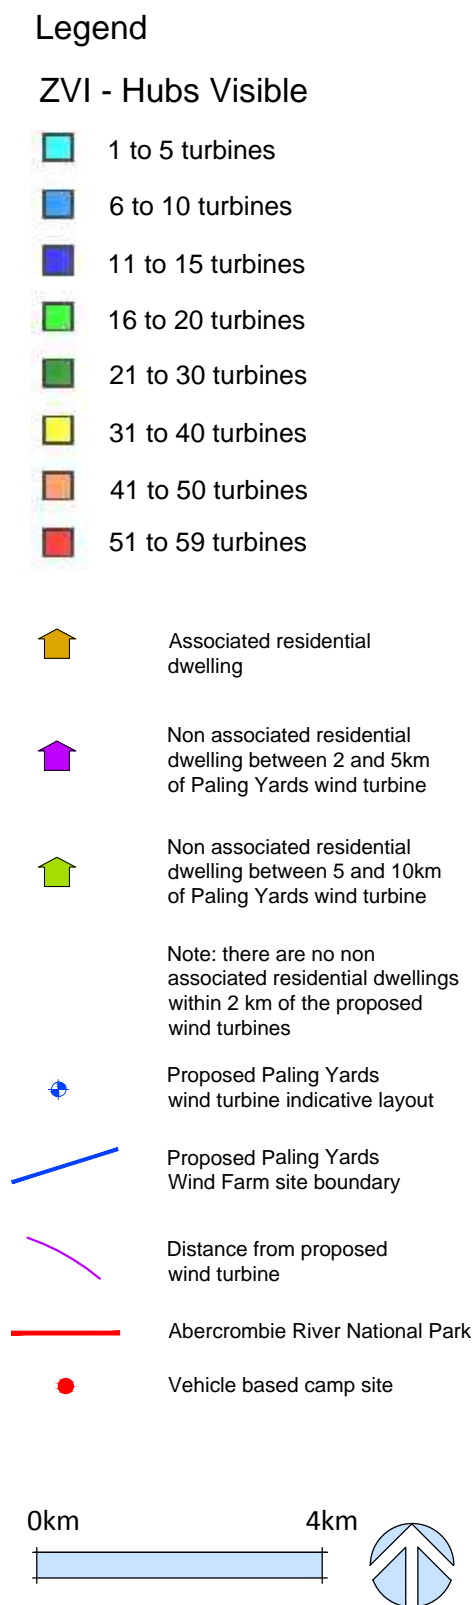 Legend
ZVI - Hubs Visible
1 to 5 turbines
6 to 10 turbines
11 to 15 turbines
16 to 20 turbines
21 to 30 turbines
31 to 40 turbines
41 to 50 turbines
51 to 59 turbines
Associated residential
dwelling
Non associated residential
dwelling between 2 and 5km
of Paling Yards wind turbine
Non associated residential
dwelling between 5 and 10km
of Paling Yards wind turbine
Note: there are no non
associated residential dwellings
within 2 km of the proposed
wind turbines
Proposed Paling Yards
wind turbine indicative layout
Proposed Paling Yards
Wind Farm site boundary
Distance from proposed
wind turbine
Abercrombie River National Park
Vehicle based camp site
0km 4km